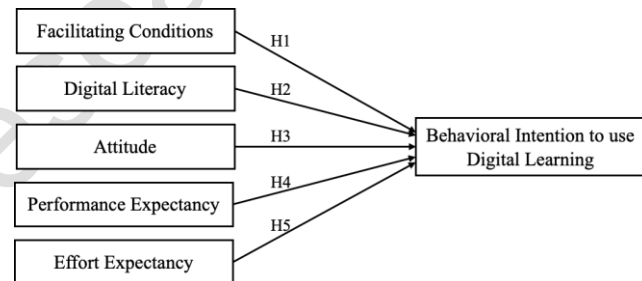 Facilitating Conditions
H1
Digital Literacy
H2
Attitude
H3
Behavioral Intention to use
Digital Learning
H4
Performance Expectancy
H5
Effort Expectancy